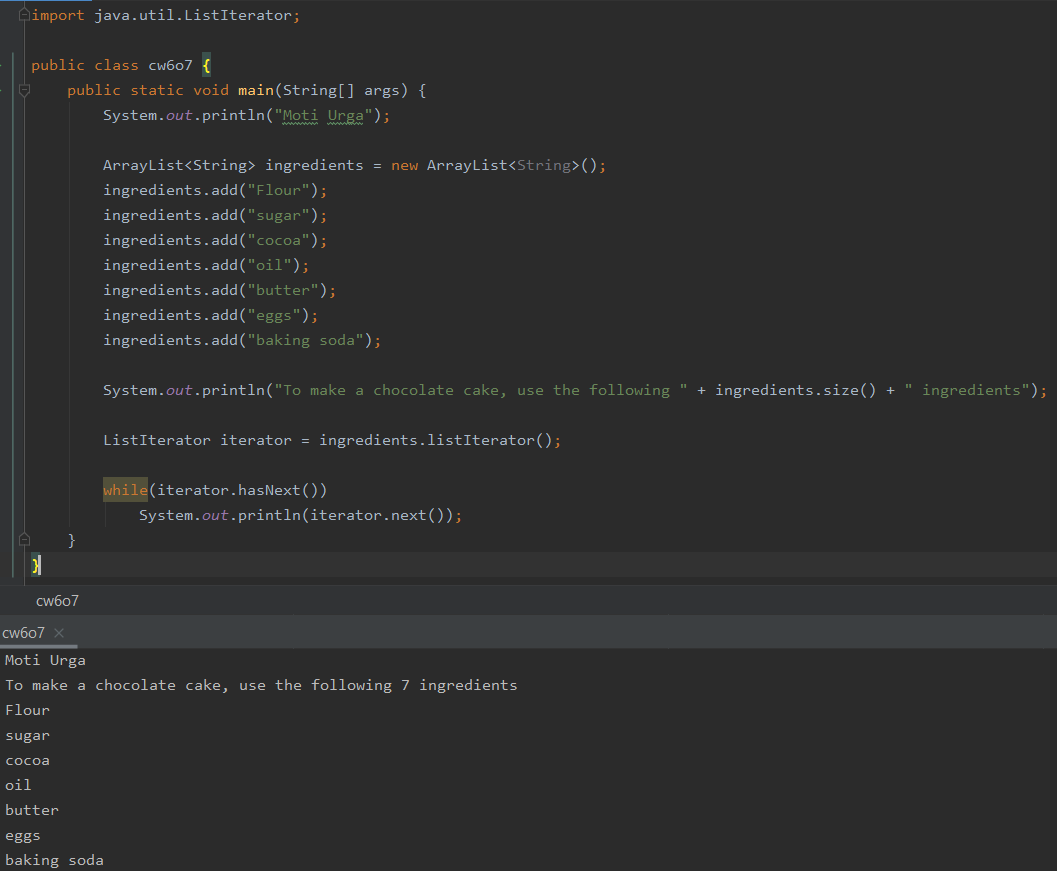 import java.util.ListIterator;
public class cw6o7 {
public static void main(String[] args) {
System.out.println("Moti Urga");
ArrayList<String> ingredients = new ArrayList<String>();
ingredients.add("Flour");
ingredients.add("sugar");
ingredients.add("cocoa");
ingredients.add("oil");
ingredients.add("butter");
ingredients.add("eggs");
ingredients.add("baking soda");
System.out.println("To make a chocolate cake, use the following " + ingredients.size() + " ingredients");
ListIterator iterator = ingredients.listIterator();
while(iterator.hasNext())
System.out.println(iterator.next());
}
}
cw6o7
cw6o7
Moti Urga
To make a chocolate cake, use the following 7 ingredients
Flour
sugar
cocoa
oil
butter
eggs
baking soda